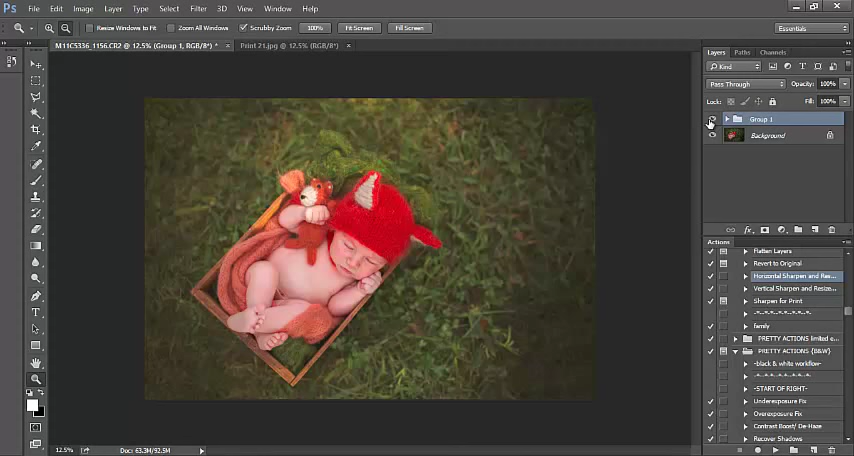 Ps File Edit Image Layer Type Select Filter 3D View Window Help
Resize Windows to Fit Zoom All Windows Scrubby Zoom 100% Fit Screen Fill Screen Essentials
M11C5336_1156.CR2 @ 12.5% (Group 1, RGB/8*) * × Print 21.jpg @ 12.5% (RGB/8*) ×
Layers Paths Channels
Kind
Pass Through Opacity: 100%
Lock: Fill: 100%
Group 1
Background
fx
Actions
Flatten Layers
Revert to Original
Horizontal Sharpen and Res...
Vertical Sharpen and Resize...
Sharpen for Print
-*-*-*-*-*-*-*-
family
PRETTY ACTIONS limited e...
PRETTY ACTIONS {B&W}
-black & white workflow-
-*-*-*-*-*-*-*-
-START OF RIGHT-
Underexposure Fix
Overexposure Fix
Contrast Boost/ De-Haze
Recover Shadows
12.5% Doc: 63.3M/92.5M